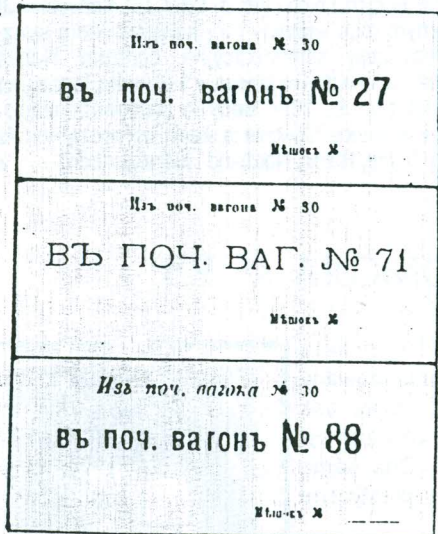 Изъ поч. вагона № 30
ВЪ ПОЧ. ВАГОНЪ № 27
Мѣшокъ №
Изъ поч. вагона № 30
ВЪ ПОЧ. ВАГ. № 71
Мѣшокъ №
Изъ поч. вагона № 30
ВЪ ПОЧ. ВАГОНЪ № 88
Мѣшокъ №